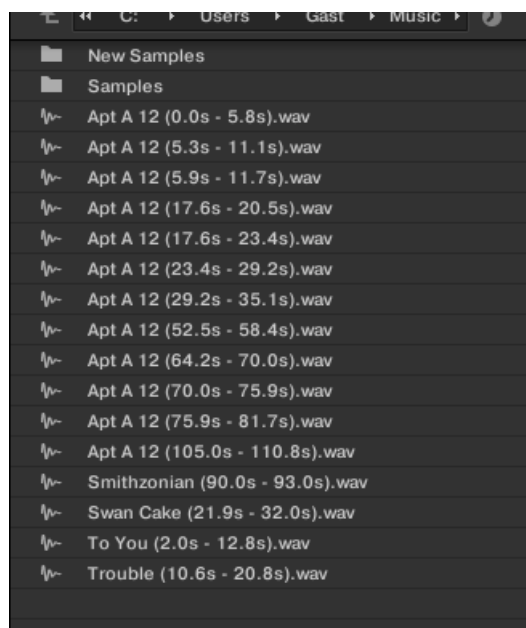 C: Users Gast Music
New Samples
Samples
Apt A 12 (0.0s - 5.8s).wav
Apt A 12 (5.3s - 11.1s).wav
Apt A 12 (5.9s - 11.7s).wav
Apt A 12 (17.6s - 20.5s).wav
Apt A 12 (17.6s - 23.4s).wav
Apt A 12 (23.4s - 29.2s).wav
Apt A 12 (29.2s - 35.1s).wav
Apt A 12 (52.5s - 58.4s).wav
Apt A 12 (64.2s - 70.0s).wav
Apt A 12 (70.0s - 75.9s).wav
Apt A 12 (75.9s - 81.7s).wav
Apt A 12 (105.0s - 110.8s).wav
Smithzonian (90.0s - 93.0s).wav
Swan Cake (21.9s - 32.0s).wav
To You (2.0s - 12.8s).wav
Trouble (10.6s - 20.8s).wav